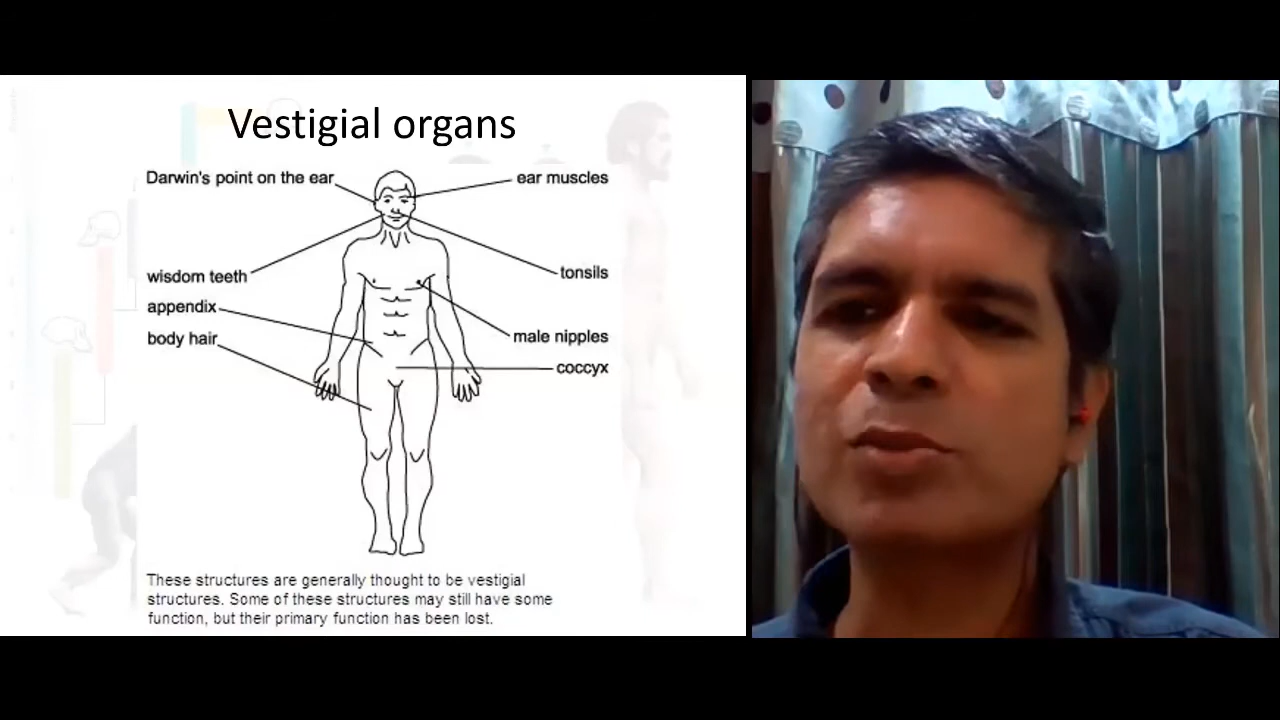 Vestigial organs
Darwin's point on the ear
ear muscles
wisdom teeth
tonsils
appendix
body hair
male nipples
coccyx
These structures are generally thought to be vestigial
structures. Some of these structures may still have some
function, but their primary function has been lost.